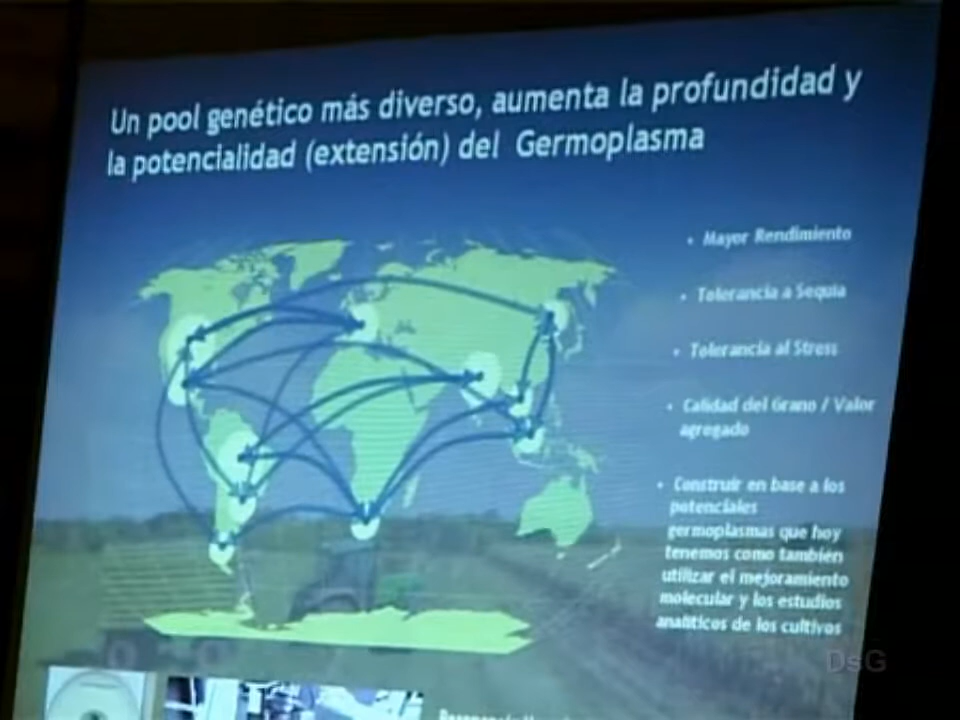 Un pool genético más diverso, aumenta la profundidad y
la potencialidad (extensión) del Germoplasma
• Mayor Rendimiento
• Tolerancia a Sequia
• Tolerancia al Stress
• Calidad del Grano / Valor
agregado
• Construir en base a los
potenciales
germoplasmas que hoy
tenemos como también
utilizar el mejoramiento
molecular y los estudios
analíticos de los cultivos
DsG